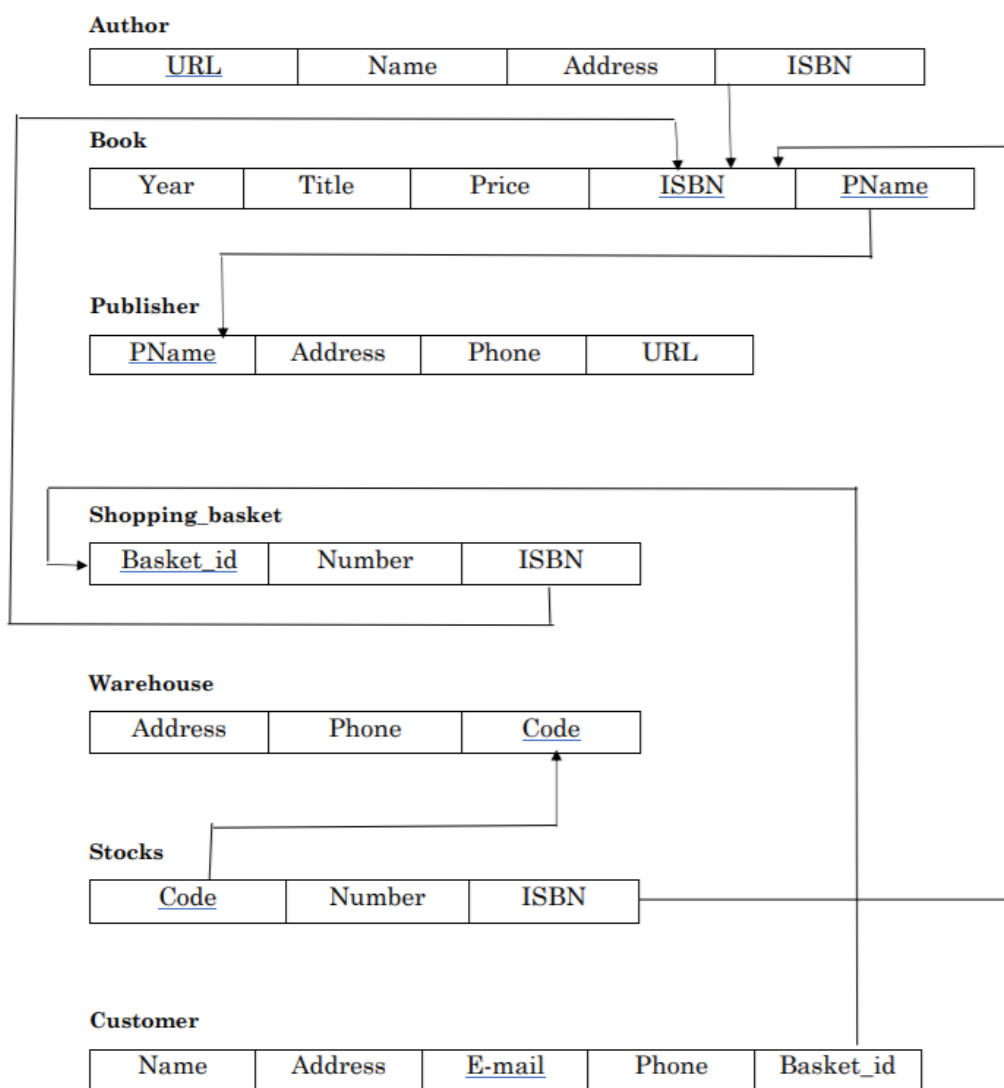 Author
URL Name Address ISBN
Book
Year Title Price ISBN PName
Publisher
PName Address Phone URL
Shopping_basket
Basket_id Number ISBN
Warehouse
Address Phone Code
Stocks
Code Number ISBN
Customer
Name Address E-mail Phone Basket_id